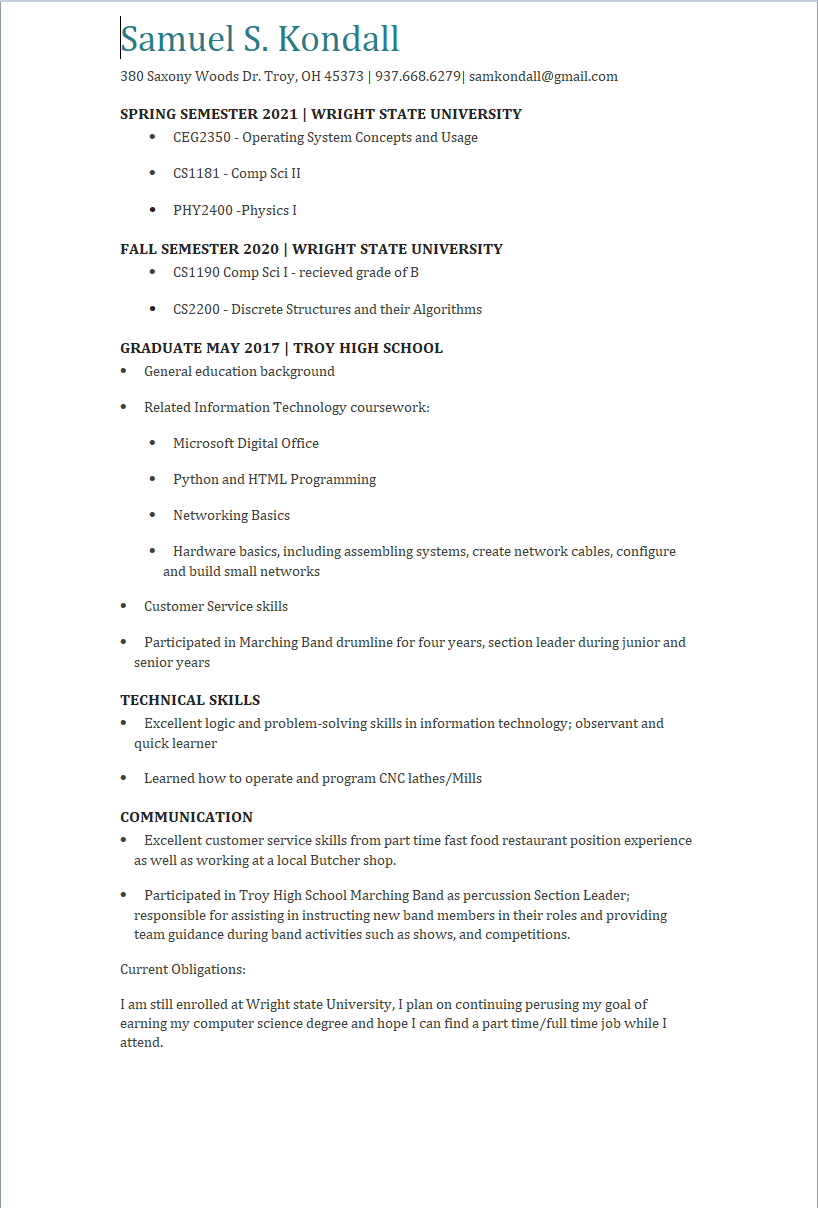 Samuel S. Kondall
380 Saxony Woods Dr. Troy, OH 45373 | 937.668.6279| samkondall@gmail.com
SPRING SEMESTER 2021 | WRIGHT STATE UNIVERSITY
• CEG2350 - Operating System Concepts and Usage
• CS1181 - Comp Sci II
• PHY2400 -Physics I
FALL SEMESTER 2020 | WRIGHT STATE UNIVERSITY
• CS1190 Comp Sci I - recieved grade of B
• CS2200 - Discrete Structures and their Algorithms
GRADUATE MAY 2017 | TROY HIGH SCHOOL
• General education background
• Related Information Technology coursework:
• Microsoft Digital Office
• Python and HTML Programming
• Networking Basics
• Hardware basics, including assembling systems, create network cables, configure
and build small networks
• Customer Service skills
• Participated in Marching Band drumline for four years, section leader during junior and
senior years
TECHNICAL SKILLS
• Excellent logic and problem-solving skills in information technology; observant and
quick learner
• Learned how to operate and program CNC lathes/Mills
COMMUNICATION
• Excellent customer service skills from part time fast food restaurant position experience
as well as working at a local Butcher shop.
• Participated in Troy High School Marching Band as percussion Section Leader;
responsible for assisting in instructing new band members in their roles and providing
team guidance during band activities such as shows, and competitions.
Current Obligations:
I am still enrolled at Wright state University, I plan on continuing perusing my goal of
earning my computer science degree and hope I can find a part time/full time job while I
attend.